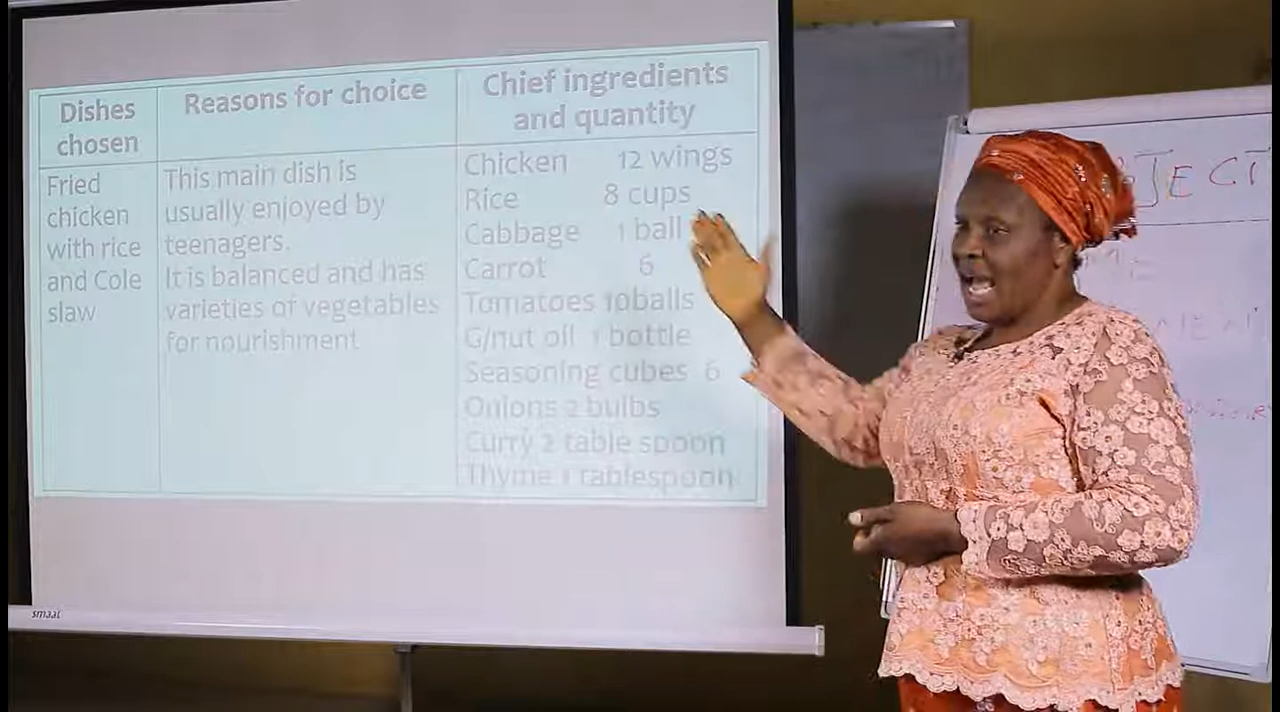 Dishes
chosen
Reasons for choice
Chief ingredients
and quantity
Fried
chicken
with rice
and Cole
slaw
This main dish is
usually enjoyed by
teenagers.
It is balanced and has
varieties of vegetables
for nourishment
Chicken 12 wings
Rice 8 cups
Cabbage 1 ball
Carrot 6
Tomatoes 10balls
G/nut oil 1 bottle
Seasoning cubes 6
Onions 2 bulbs
Curry 2 table spoon
Thyme 1 tablespoon
smaat